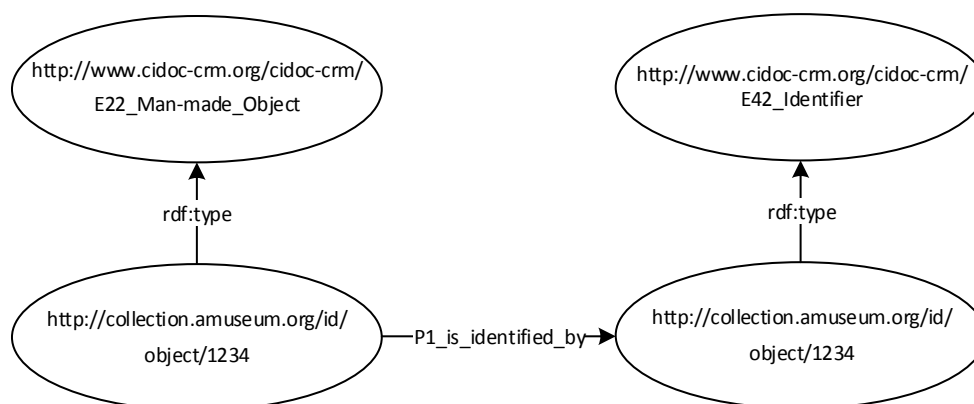 http://www.cidoc-crm.org/cidoc-crm/
E22_Man-made_Object
http://www.cidoc-crm.org/cidoc-crm/
E42_Identifier
rdf:type
rdf:type
http://collection.amuseum.org/id/
object/1234
P1_is_identified_by
http://collection.amuseum.org/id/
object/1234